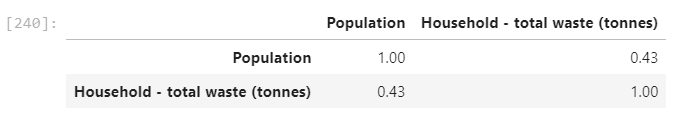 [240]:
Population Household - total waste (tonnes)
Population 1.00 0.43
Household - total waste (tonnes) 0.43 1.00